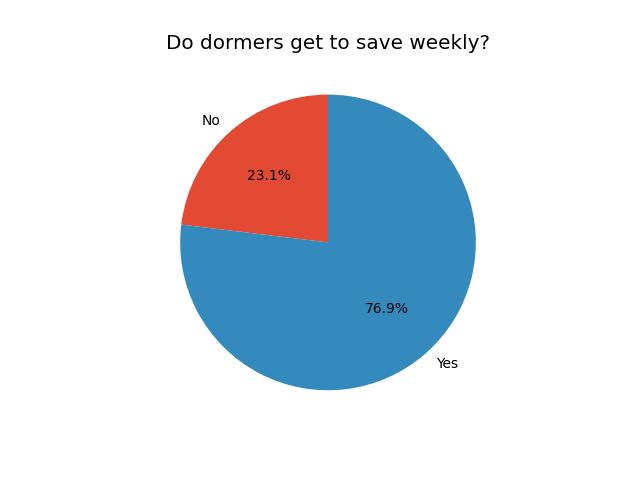 Do dormers get to save weekly?
No
23.1%
76.9%
Yes